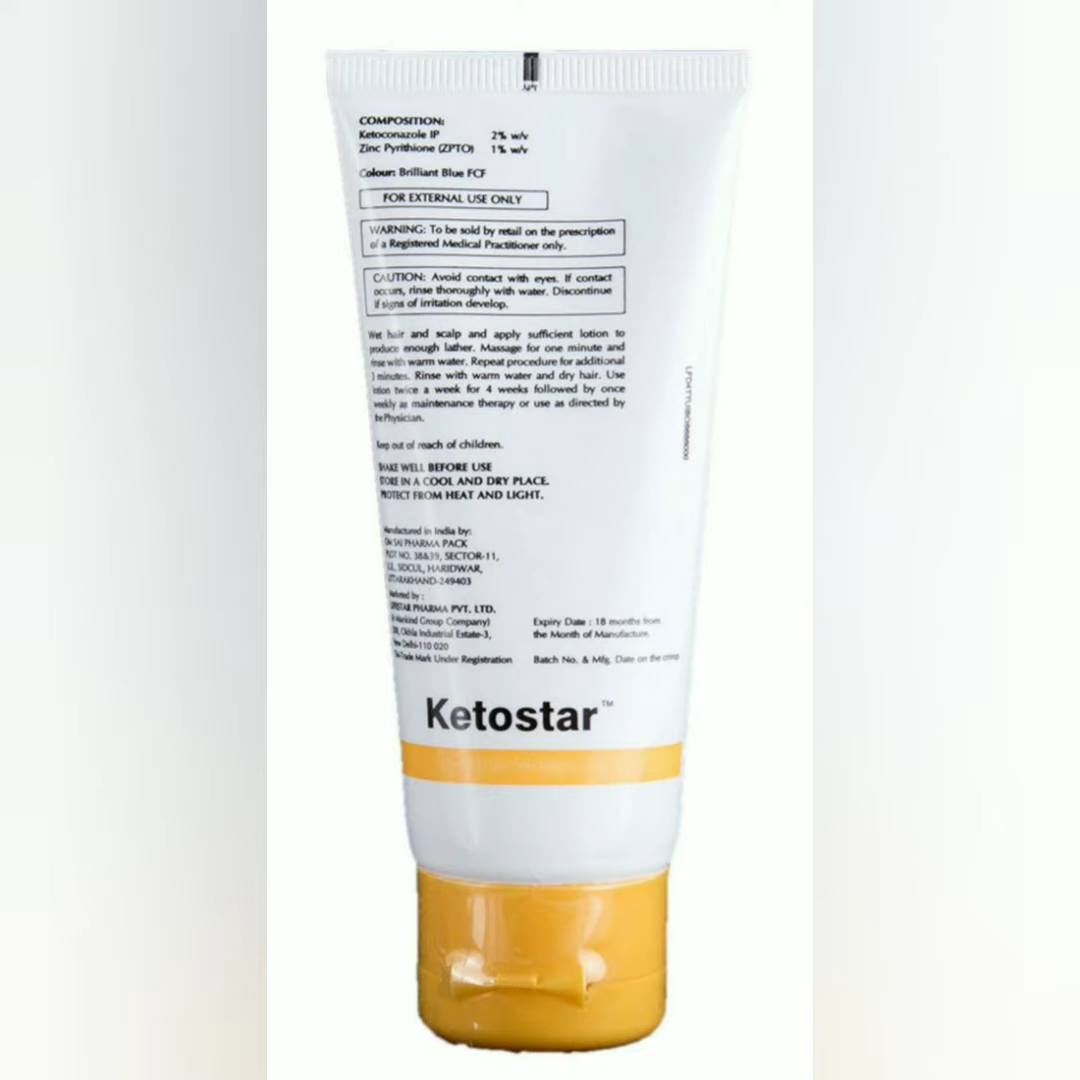 COMPOSITION:
Ketoconazole IP 2% w/v
Zinc Pyrithione (ZPTO) 1% w/v
Colour: Brilliant Blue FCF
FOR EXTERNAL USE ONLY
WARNING: To be sold by retail on the prescription
of a Registered Medical Practitioner only.
CAUTION: Avoid contact with eyes. If contact
occurs, rinse thoroughly with water. Discontinue
if signs of irritation develop.
Wet hair and scalp and apply sufficient lotion to
produce enough lather. Massage for one minute and
rinse with warm water. Repeat procedure for additional
3 minutes. Rinse with warm water and dry hair. Use
lotion twice a week for 4 weeks followed by once
weekly as maintenance therapy or use as directed by
the Physician.
Keep out of reach of children.
SHAKE WELL BEFORE USE
STORE IN A COOL AND DRY PLACE.
PROTECT FROM HEAT AND LIGHT.
Manufactured in India by:
OM SAI PHARMA PACK
PLOT NO. 38&39, SECTOR-11,
SIDCUL, HARIDWAR,
UTTARAKHAND-249403
Marketed by :
LIFESTAR PHARMA PVT. LTD.
(A Mankind Group Company)
Okhla Industrial Estate-3,
New Delhi-110 020
Trade Mark Under Registration
Expiry Date : 18 months from
the Month of Manufacture.
Batch No. & Mfg. Date on the crimp
Ketostar™